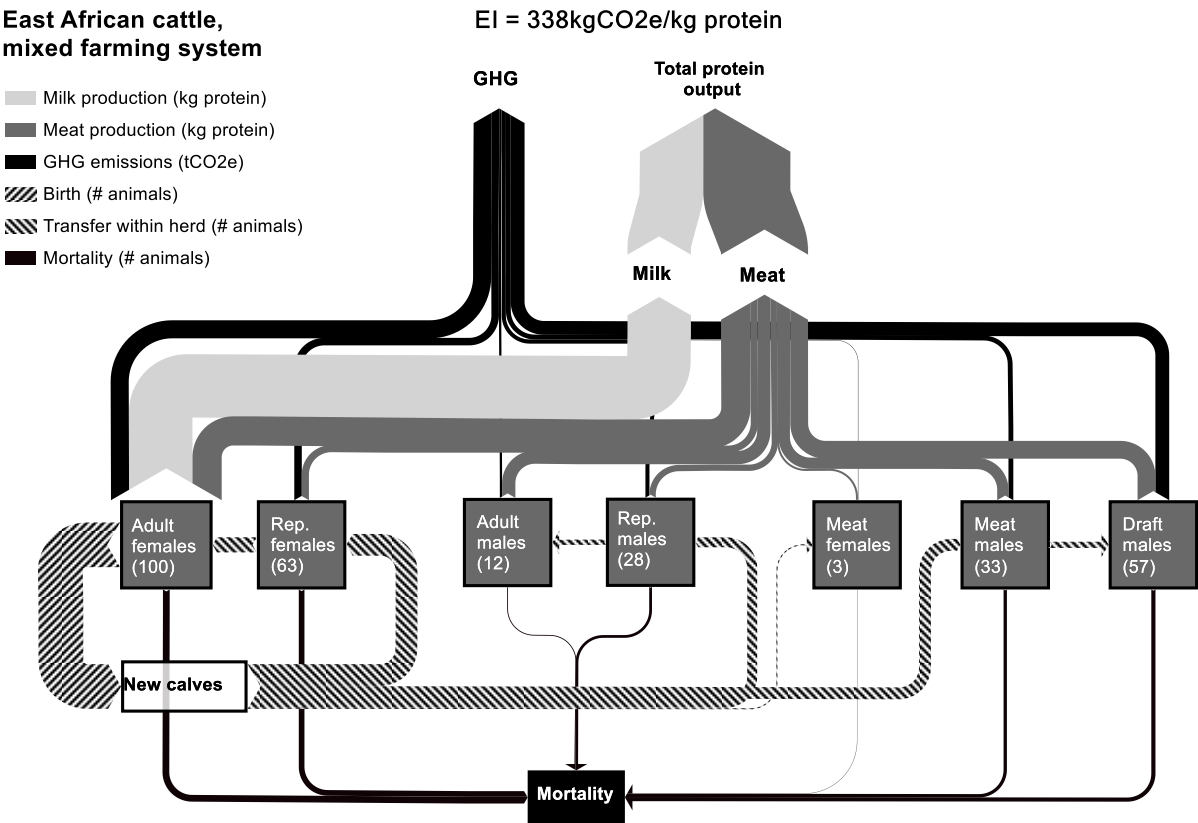 East African cattle,
mixed farming system
EI = 338kgCO2e/kg protein
Milk production (kg protein)
Meat production (kg protein)
GHG emissions (tCO2e)
Birth (# animals)
Transfer within herd (# animals)
Mortality (# animals)
GHG
Total protein
output
Milk
Meat
Adult
females
(100)
Rep.
females
(63)
Adult
males
(12)
Rep.
males
(28)
Meat
females
(3)
Meat
males
(33)
Draft
males
(57)
New calves
Mortality